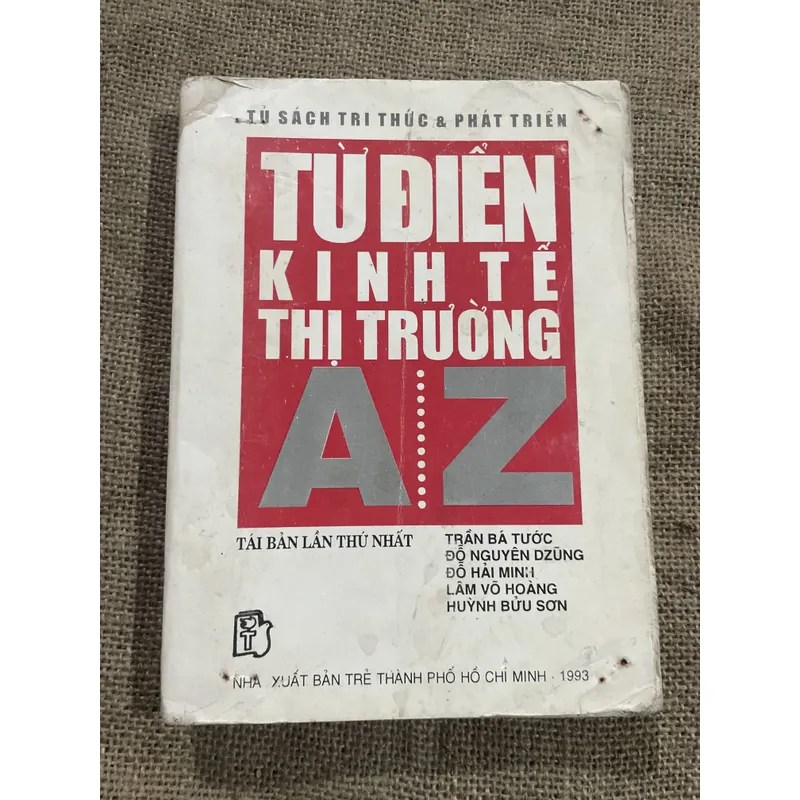 TỦ SÁCH TRI THỨC & PHÁT TRIỂN
TỪ ĐIỂN
KINH TẾ
THỊ TRƯỜNG
A Z
TÁI BẢN LẦN THỨ NHẤT
TRẦN BÁ TƯỚC
ĐỖ NGUYÊN DZŨNG
ĐỖ HẢI MINH
LÂM VÕ HOÀNG
HUỲNH BỬU SƠN
NHÀ XUẤT BẢN TRẺ THÀNH PHỐ HỒ CHÍ MINH - 1993